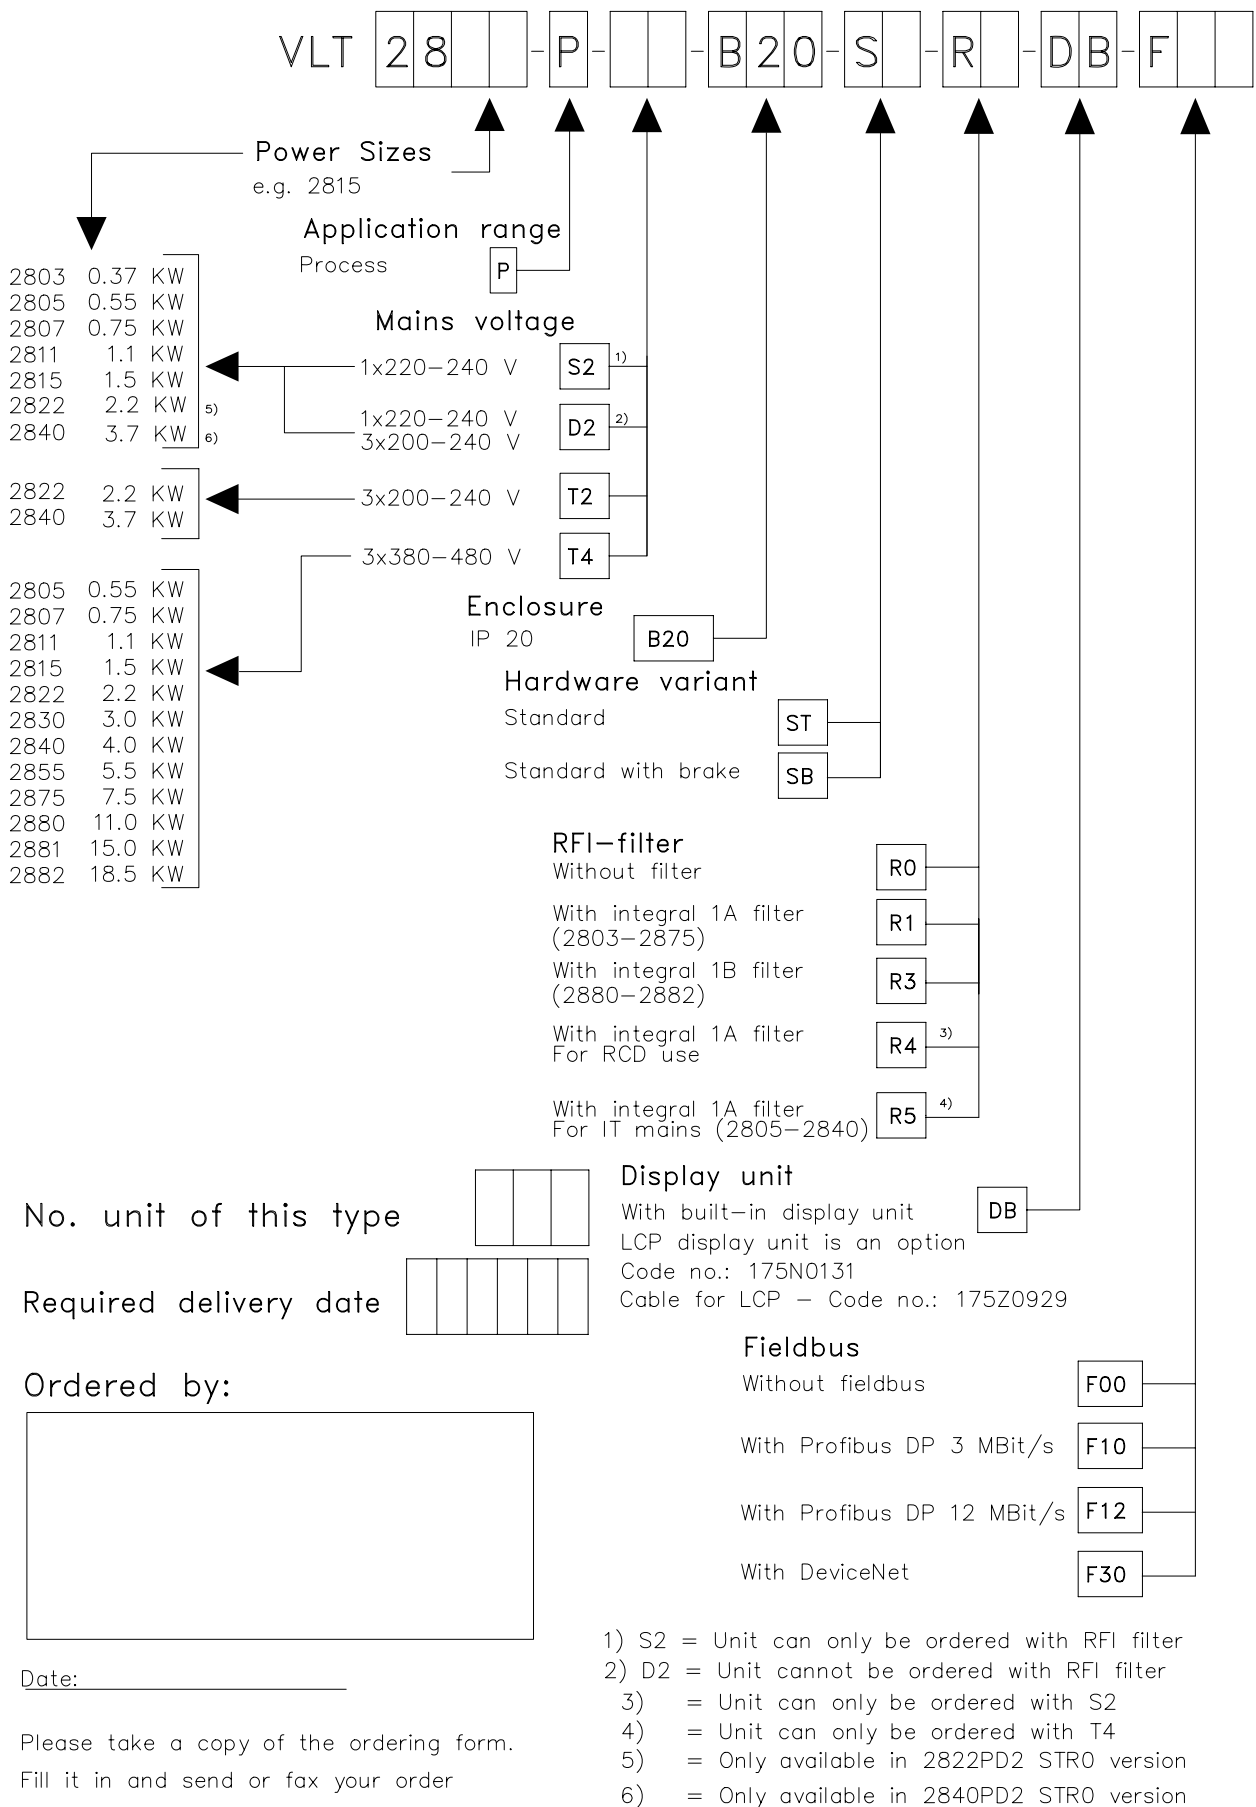 VLT 28 -P- -B20-S -R -DB-F
Power Sizes
e.g. 2815
Application range
Process P
2803 0.37 KW
2805 0.55 KW
2807 0.75 KW
2811 1.1 KW
2815 1.5 KW
2822 2.2 KW 5)
2840 3.7 KW 6)
2822 2.2 KW
2840 3.7 KW
2805 0.55 KW
2807 0.75 KW
2811 1.1 KW
2815 1.5 KW
2822 2.2 KW
2830 3.0 KW
2840 4.0 KW
2855 5.5 KW
2875 7.5 KW
2880 11.0 KW
2881 15.0 KW
2882 18.5 KW
Mains voltage
1x220-240 V S2 1)
1x220-240 V
3x200-240 V D2 2)
3x200-240 V T2
3x380-480 V T4
Enclosure
IP 20 B20
Hardware variant
Standard ST
Standard with brake SB
RFI-filter
Without filter R0
With integral 1A filter
(2803-2875) R1
With integral 1B filter
(2880-2882) R3
With integral 1A filter
For RCD use R4 3)
With integral 1A filter
For IT mains (2805-2840) R5 4)
Display unit
With built-in display unit DB
LCP display unit is an option
Code no.: 175N0131
Cable for LCP - Code no.: 175Z0929
Fieldbus
Without fieldbus F00
With Profibus DP 3 MBit/s F10
With Profibus DP 12 MBit/s F12
With DeviceNet F30
No. unit of this type
Required delivery date
Ordered by:
Date:
Please take a copy of the ordering form.
Fill it in and send or fax your order
1) S2 = Unit can only be ordered with RFI filter
2) D2 = Unit cannot be ordered with RFI filter
3) = Unit can only be ordered with S2
4) = Unit can only be ordered with T4
5) = Only available in 2822PD2 STR0 version
6) = Only available in 2840PD2 STR0 version